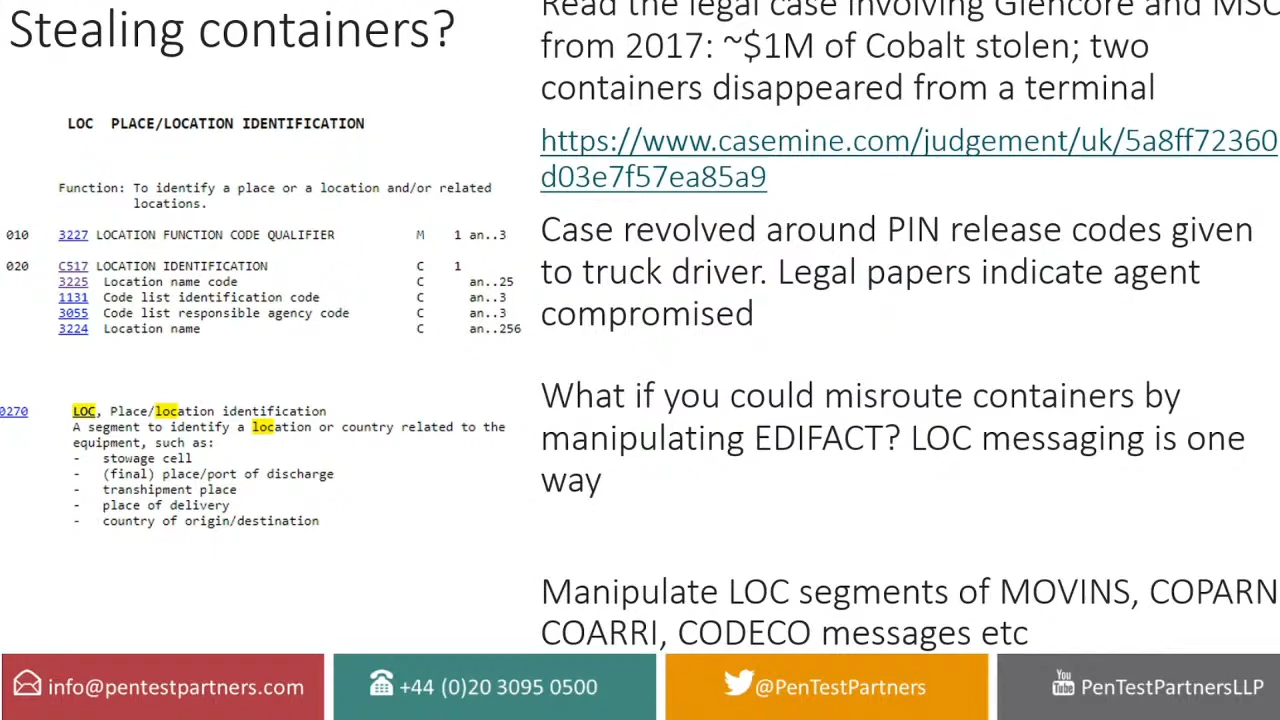 Stealing containers?
LOC PLACE/LOCATION IDENTIFICATION
Function: To identify a place or a location and/or related
locations.
010 3227 LOCATION FUNCTION CODE QUALIFIER M 1 an..3
020 C517 LOCATION IDENTIFICATION C 1
3225 Location name code C an..25
1131 Code list identification code C an..3
3055 Code list responsible agency code C an..3
3224 Location name C an..256
0270 LOC, Place/location identification
A segment to identify a location or country related to the
equipment, such as:
- stowage cell
- (final) place/port of discharge
- transhipment place
- place of delivery
- country of origin/destination
Read the legal case involving Glencore and MSC
from 2017: ~$1M of Cobalt stolen; two
containers disappeared from a terminal
https://www.casemine.com/judgement/uk/5a8ff72360
d03e7f57ea85a9
Case revolved around PIN release codes given
to truck driver. Legal papers indicate agent
compromised
What if you could misroute containers by
manipulating EDIFACT? LOC messaging is one
way
Manipulate LOC segments of MOVINS, COPARN
COARRI, CODECO messages etc
info@pentestpartners.com
+44 (0)20 3095 0500
@PenTestPartners
You Tube PenTestPartnersLLP